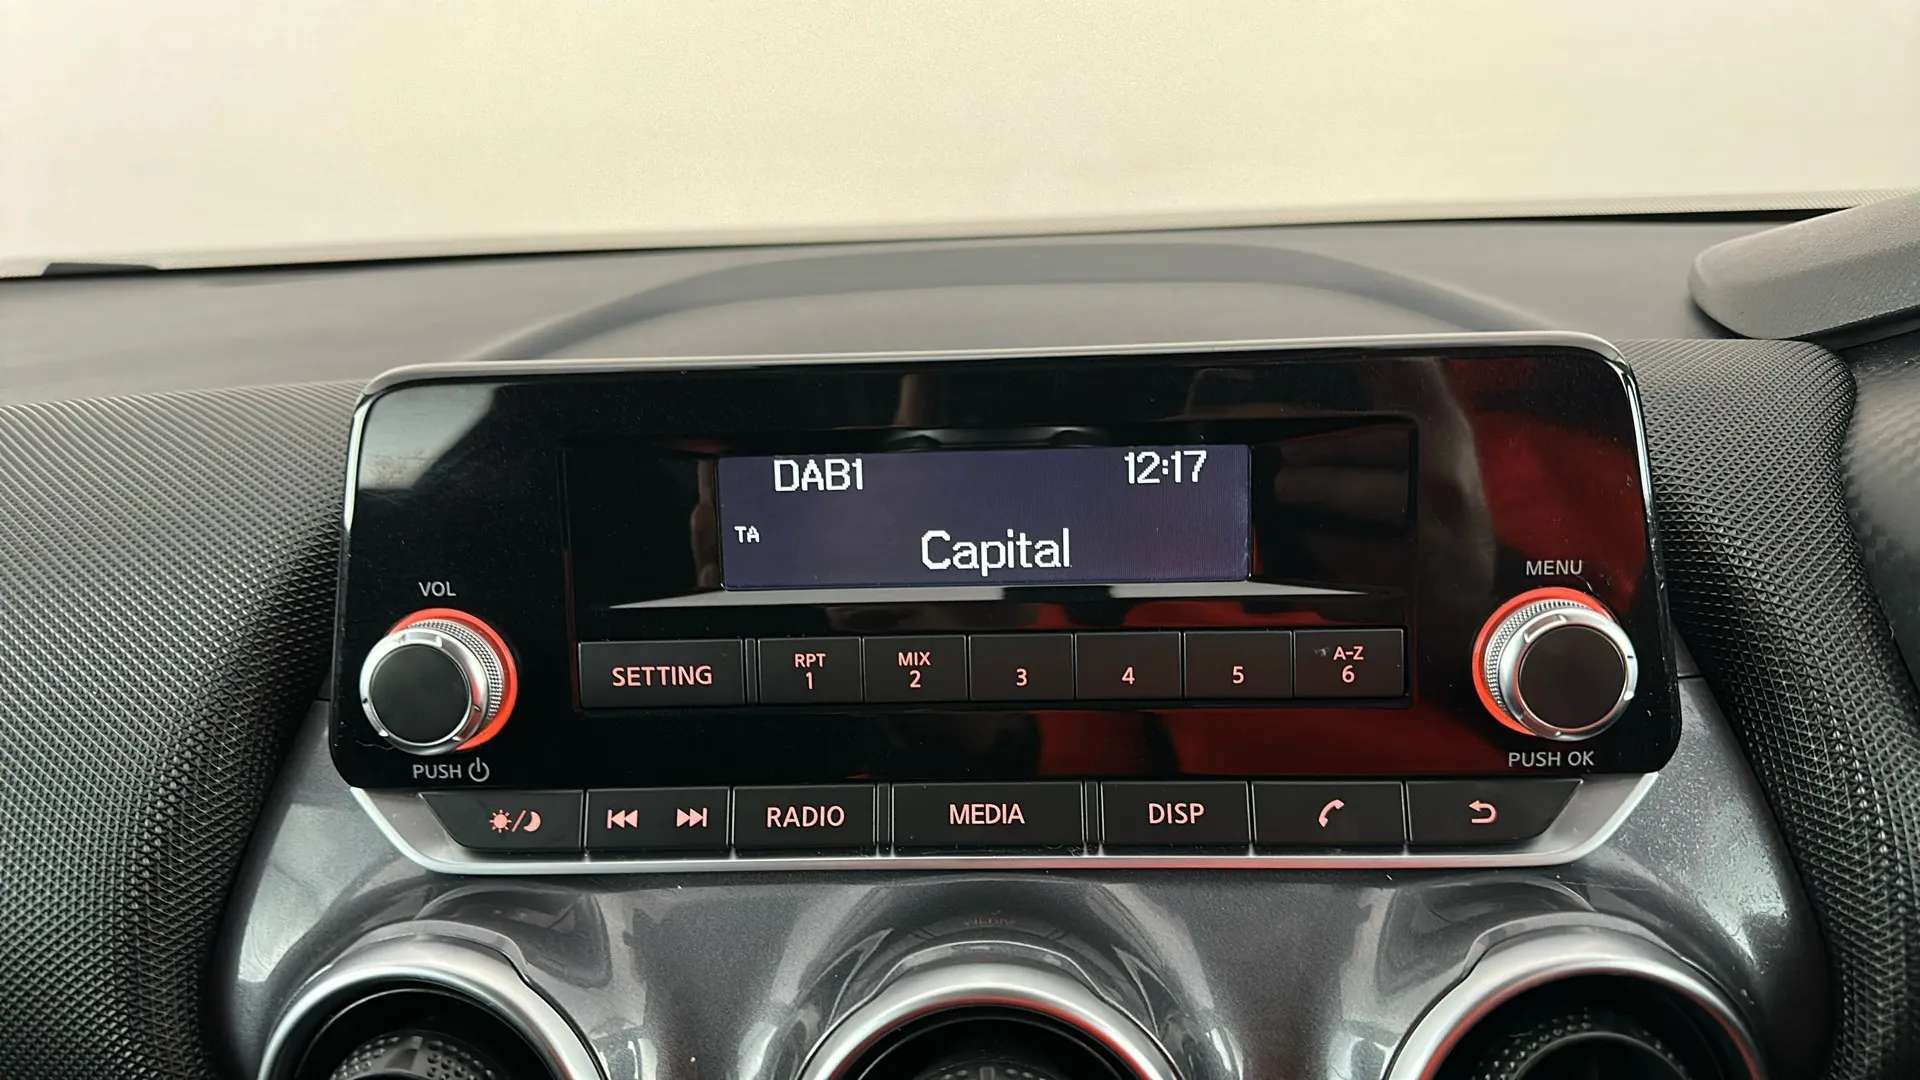 DAB1 12:17
TA
Capital
VOL
MENU
SETTING RPT 1 MIX 2 3 4 5 A-Z 6
PUSH
PUSH OK
RADIO MEDIA DISP